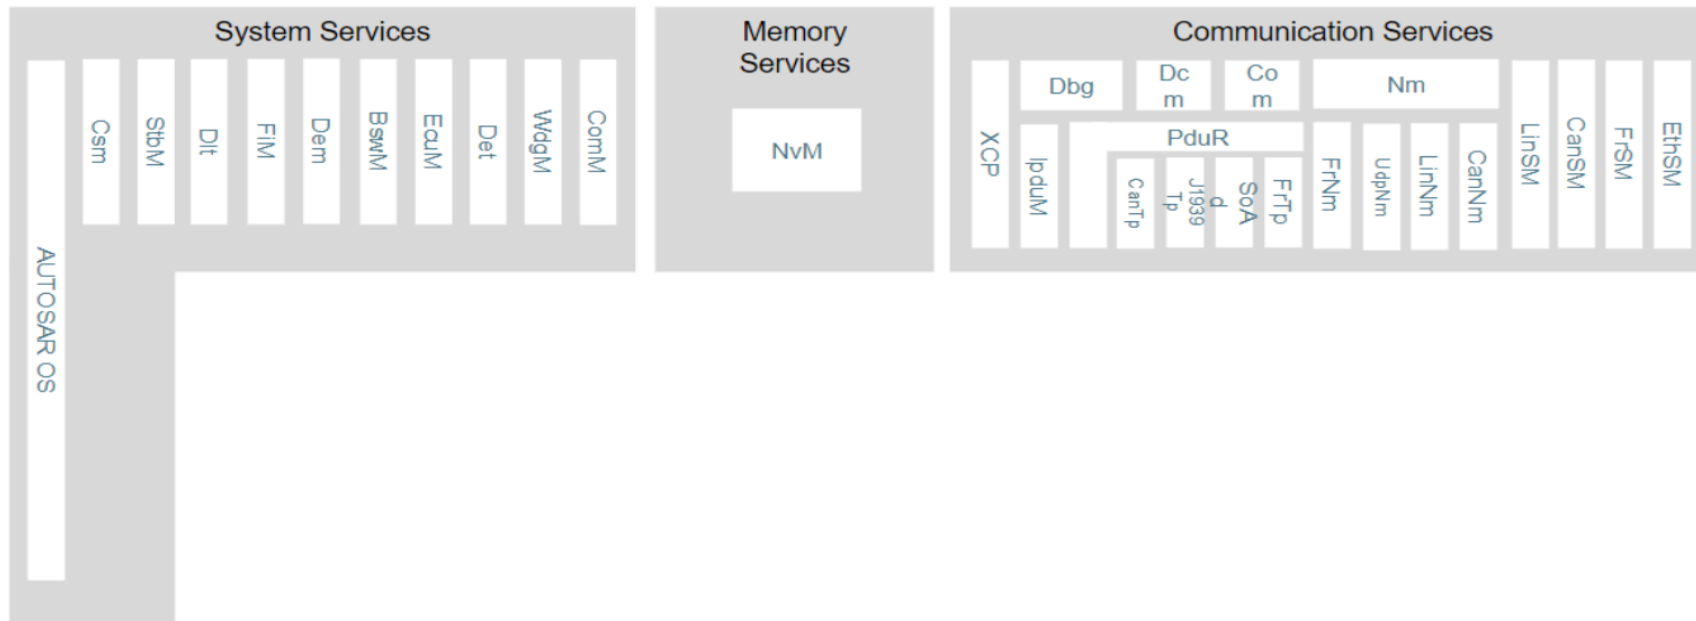 System Services
AUTOSAR OS
Csm
StbM
Dlt
FiM
Dem
BswM
EcuM
Det
WdgM
ComM
Memory
Services
NvM
Communication Services
XCP
Dbg
Dc
m
Co
m
Nm
IpduM
PduR
CanTp
J1939
Tp
SoA
d
FrTp
FrNm
UdpNm
LinNm
CanNm
LinSM
CanSM
FrSM
EthSM